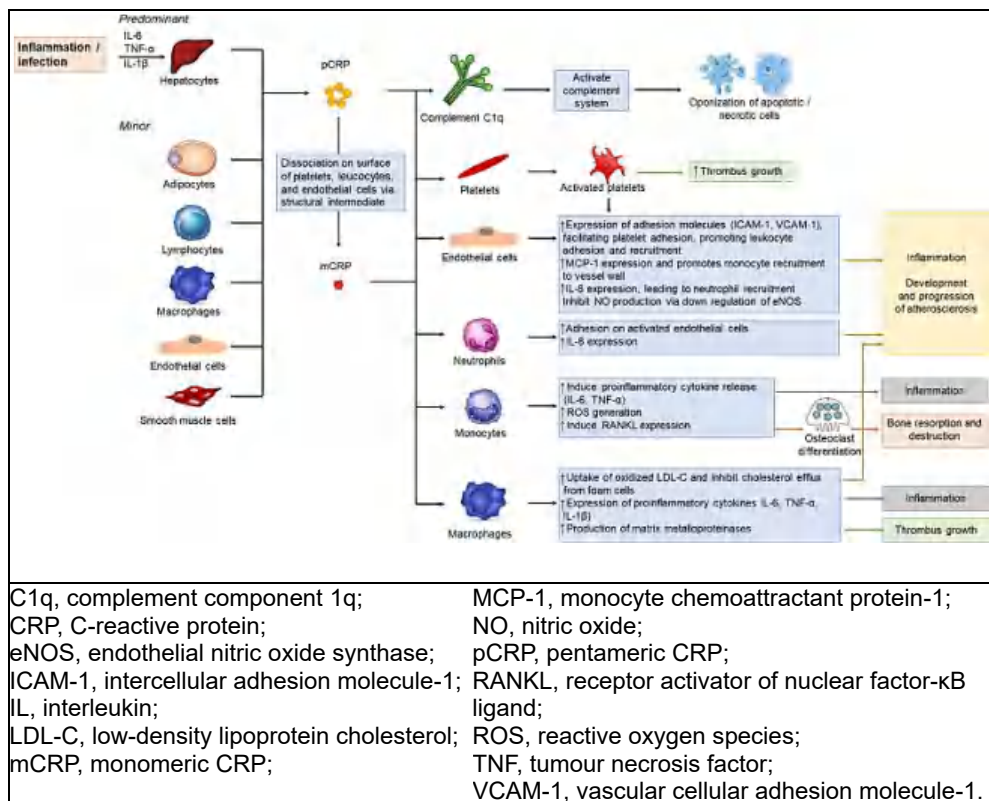 Predominant
Inflammation /
infection
IL-6
TNF-α
IL-1β
Hepatocytes
Minor
Adipocytes
Lymphocytes
Macrophages
Endothelial cells
Smooth muscle cells
pCRP
Dissociation on surface
of platelets, leucocytes,
and endothelial cells via
structural intermediate
mCRP
Complement C1q
Activate
complement
system
Oponization of apoptotic /
necrotic cells
Platelets
Activated platelets
↑Thrombus growth
Endothelial cells
↑Expression of adhesion molecules (ICAM-1, VCAM-1),
facilitating platelet adhesion, promoting leukocyte
adhesion and recruitment
↑MCP-1 expression and promotes monocyte recruitment
to vessel wall
↑IL-8 expression, leading to neutrophil recruitment
Inhibit NO production via down regulation of eNOS
Inflammation
Development
and progression
of atherosclerosis
Neutrophils
↑Adhesion on activated endothelial cells
↑IL-8 expression
Monocytes
↑Induce proinflammatory cytokine release
(IL-6, TNF-α)
↑ROS generation
↑Induce RANKL expression
Osteoclast
differentiation
Inflammation
Bone resorption and
destruction
Macrophages
↑Uptake of oxidized LDL-C and inhibit cholesterol efflux
from foam cells
↑Expression of proinflammatory cytokines IL-6, TNF-α,
IL-1β)
↑Production of matrix metalloproteinases
Inflammation
Thrombus growth
C1q, complement component 1q;
CRP, C-reactive protein;
eNOS, endothelial nitric oxide synthase;
ICAM-1, intercellular adhesion molecule-1;
IL, interleukin;
LDL-C, low-density lipoprotein cholesterol;
mCRP, monomeric CRP;
MCP-1, monocyte chemoattractant protein-1;
NO, nitric oxide;
pCRP, pentameric CRP;
RANKL, receptor activator of nuclear factor-κB
ligand;
ROS, reactive oxygen species;
TNF, tumour necrosis factor;
VCAM-1, vascular cellular adhesion molecule-1.